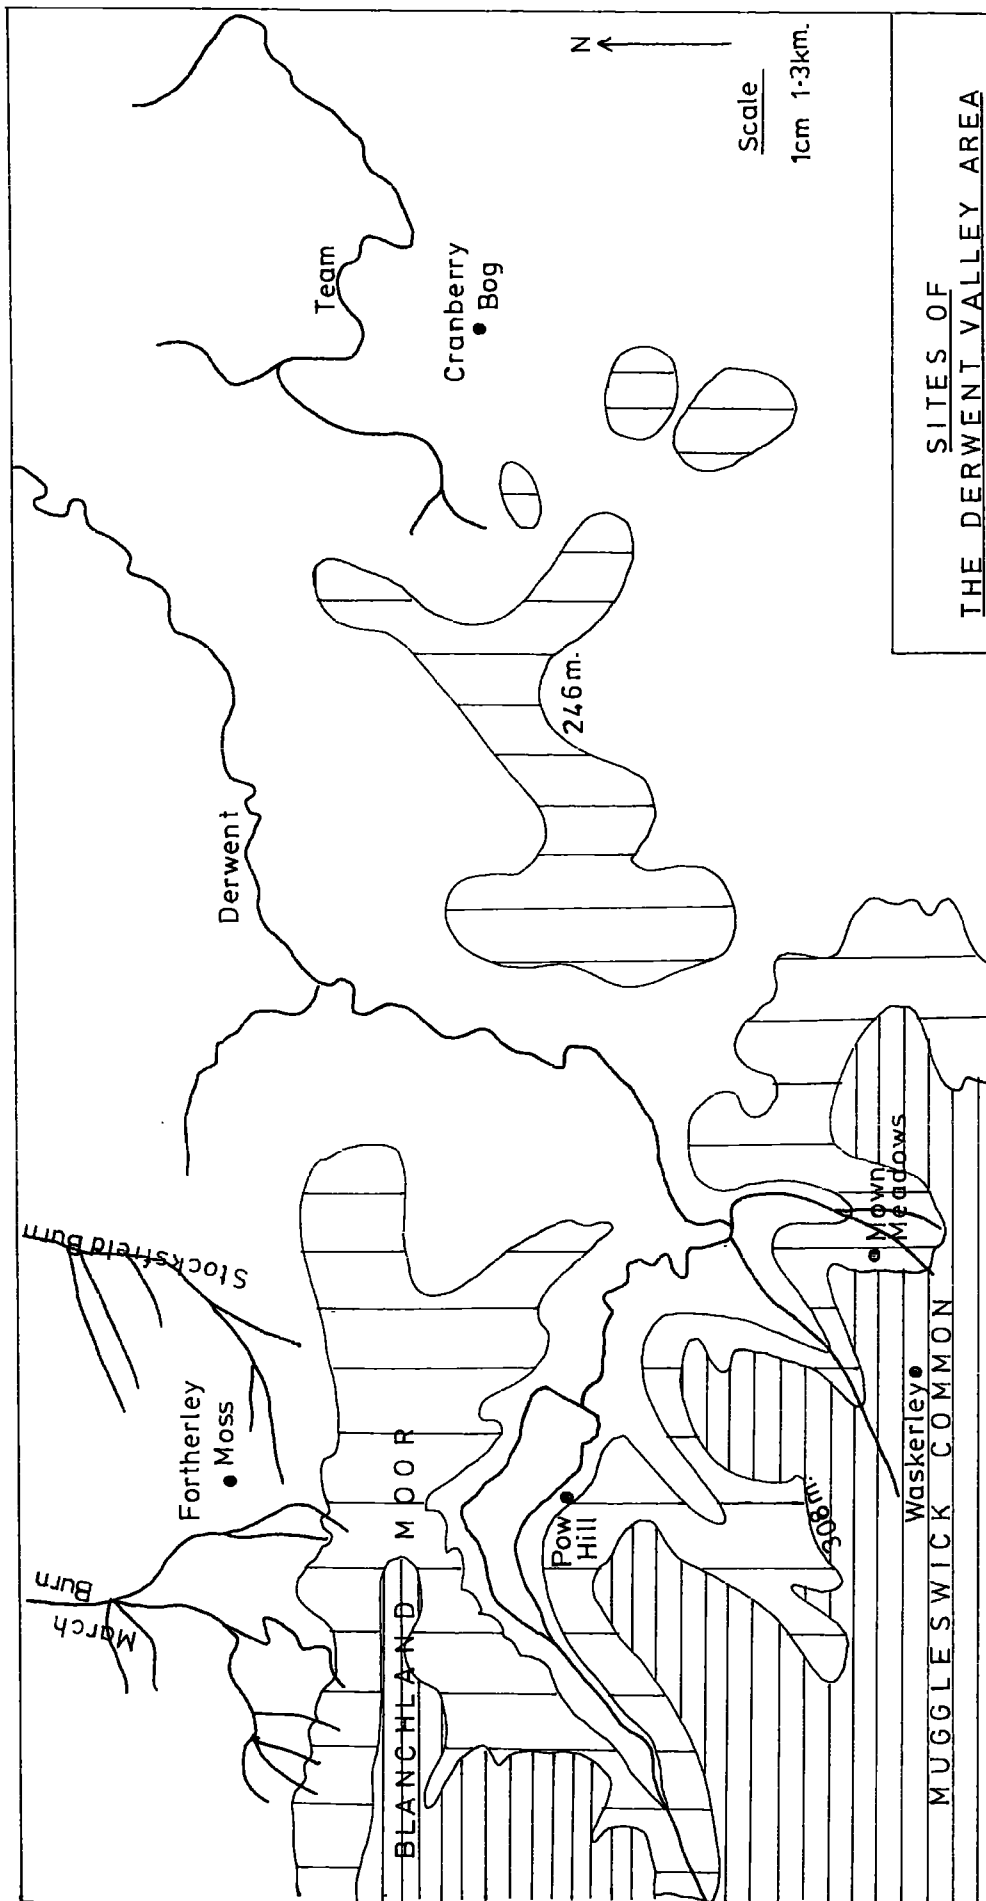 March
Burn
Stocksfield Burn
Fortherley
Moss
Derwent
Team
Cranberry
Bog
N
Scale
1cm 1·3km.
BLANCHLAND MOOR
Pow
Hill
246m.
308m.
Mown
Meadows
Waskerley
MUGGLESWICK COMMON
SITES OF
THE DERWENT VALLEY AREA